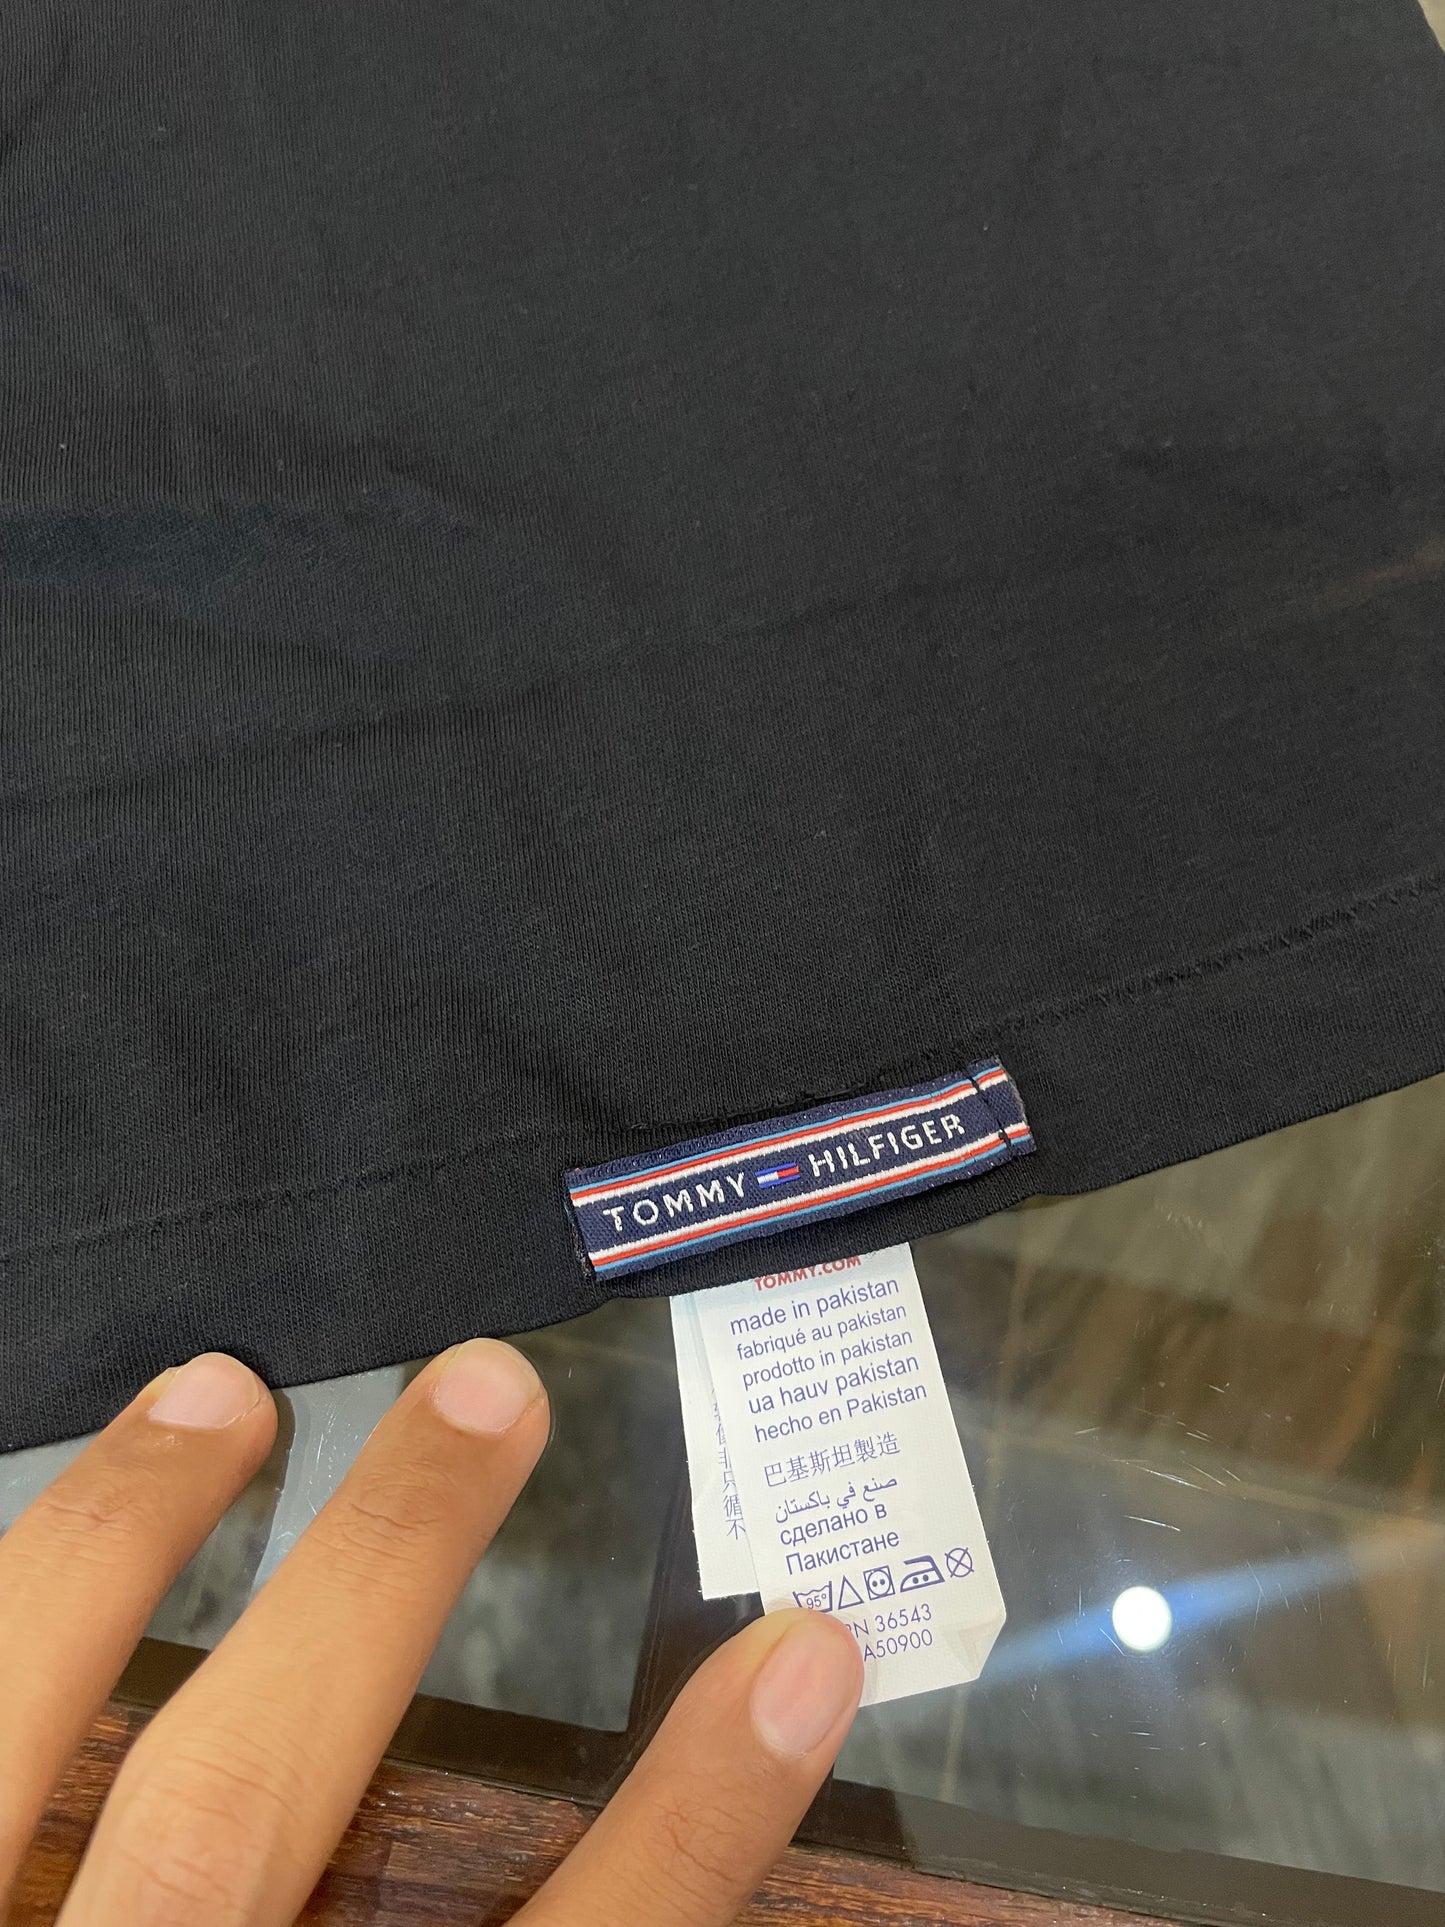 TOMMY HILFIGER
TOMMY.COM
made in pakistan
fabriqué au pakistan
prodotto in pakistan
ua hauv pakistan
hecho en Pakistan
巴基斯坦製造
صنع في باكستان
сделано в
Пакистане
95°
N 36543
A50900